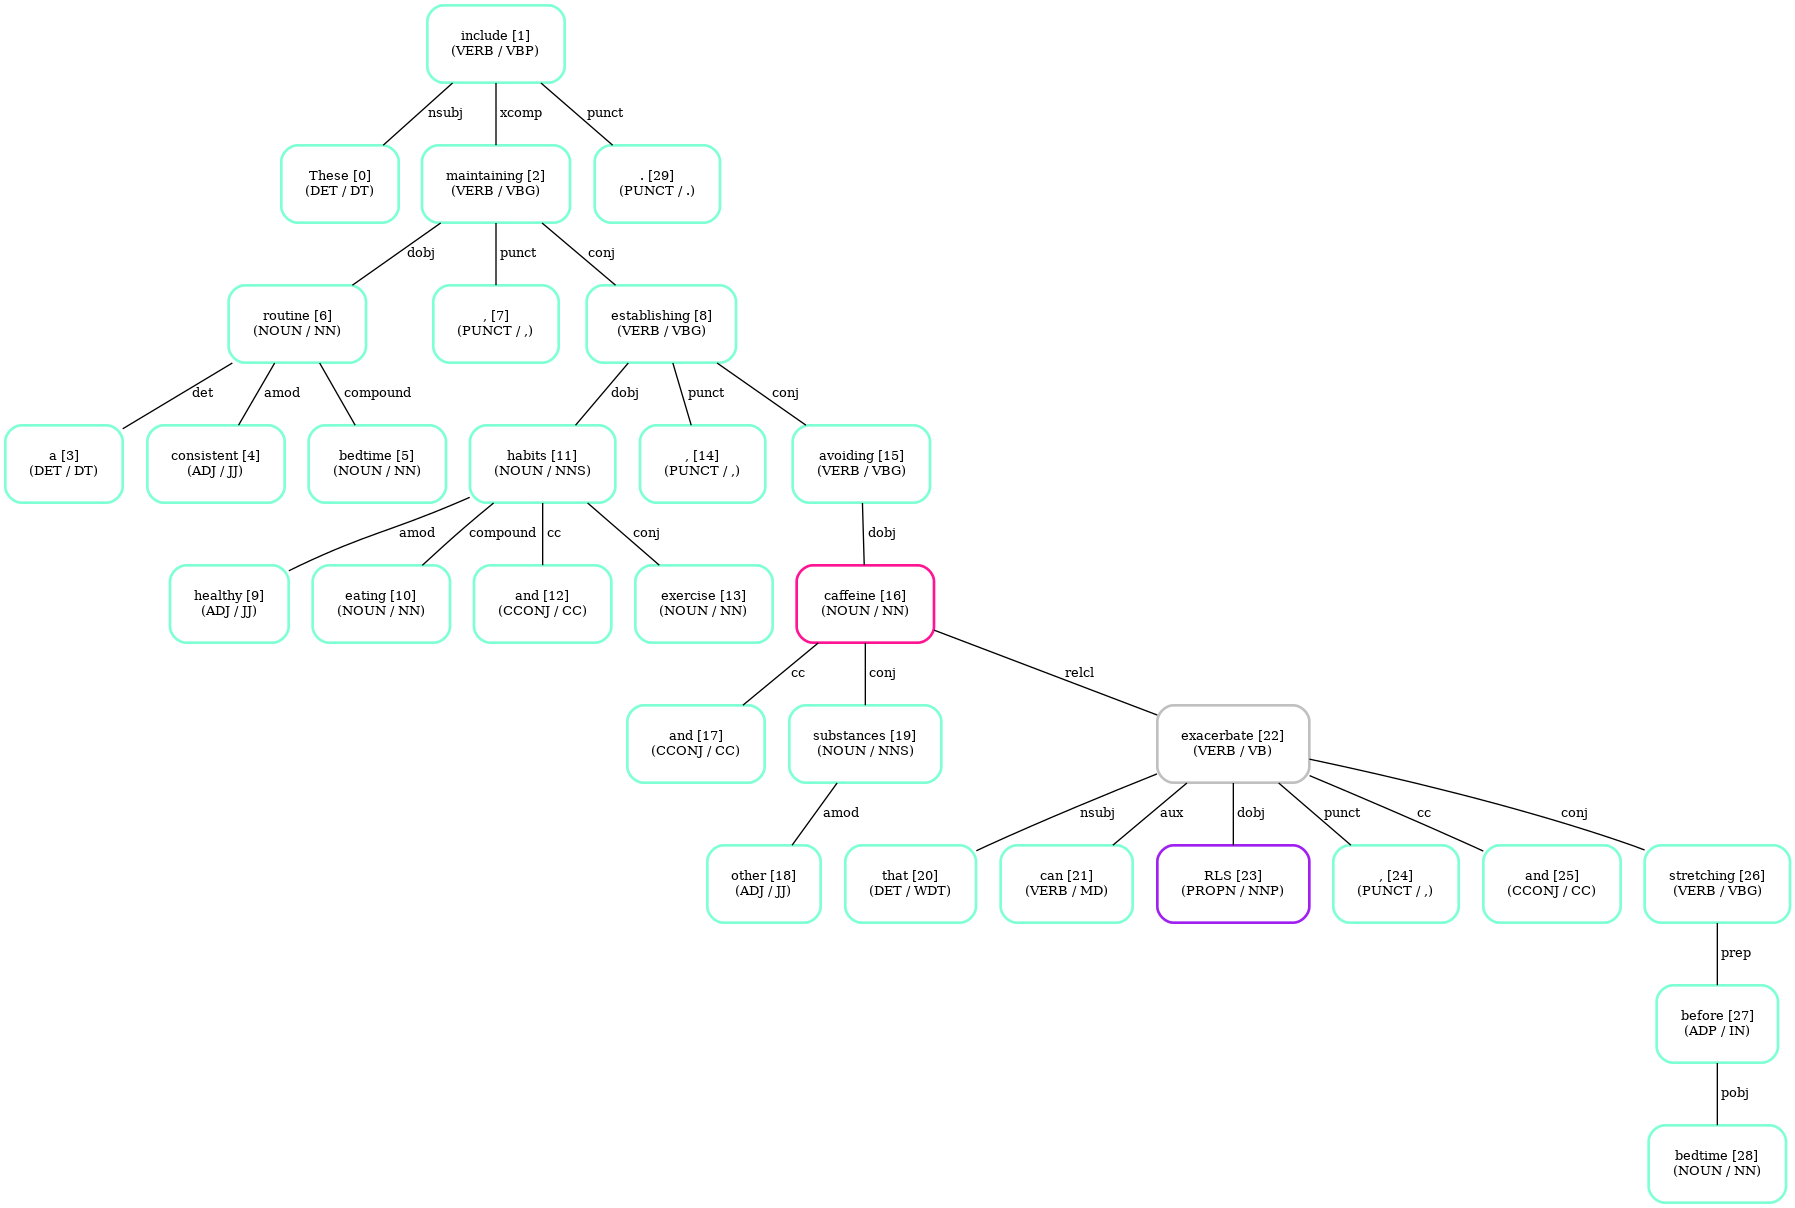 include [1]
(VERB / VBP)
nsubj
xcomp
punct
These [0]
(DET / DT)
maintaining [2]
(VERB / VBG)
. [29]
(PUNCT / .)
dobj
punct
conj
routine [6]
(NOUN / NN)
, [7]
(PUNCT / ,)
establishing [8]
(VERB / VBG)
det
amod
compound
dobj
punct
conj
a [3]
(DET / DT)
consistent [4]
(ADJ / JJ)
bedtime [5]
(NOUN / NN)
habits [11]
(NOUN / NNS)
, [14]
(PUNCT / ,)
avoiding [15]
(VERB / VBG)
amod
compound
cc
conj
dobj
healthy [9]
(ADJ / JJ)
eating [10]
(NOUN / NN)
and [12]
(CCONJ / CC)
exercise [13]
(NOUN / NN)
caffeine [16]
(NOUN / NN)
cc
conj
relcl
and [17]
(CCONJ / CC)
substances [19]
(NOUN / NNS)
exacerbate [22]
(VERB / VB)
amod
nsubj
aux
dobj
punct
cc
conj
other [18]
(ADJ / JJ)
that [20]
(DET / WDT)
can [21]
(VERB / MD)
RLS [23]
(PROPN / NNP)
, [24]
(PUNCT / ,)
and [25]
(CCONJ / CC)
stretching [26]
(VERB / VBG)
prep
before [27]
(ADP / IN)
pobj
bedtime [28]
(NOUN / NN)